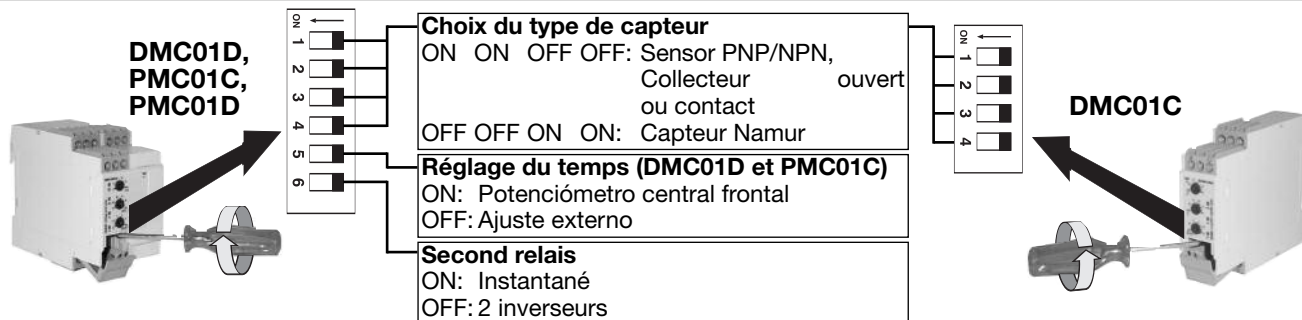 DMC01D,
PMC01C,
PMC01D
ON ←
1
2
3
4
5
6
Choix du type de capteur
ON ON OFF OFF: Sensor PNP/NPN,
Collecteur ouvert
ou contact
OFF OFF ON ON: Capteur Namur
Réglage du temps (DMC01D et PMC01C)
ON: Potenciómetro central frontal
OFF: Ajuste externo
Second relais
ON: Instantané
OFF: 2 inverseurs
ON ←
1
2
3
4
DMC01C